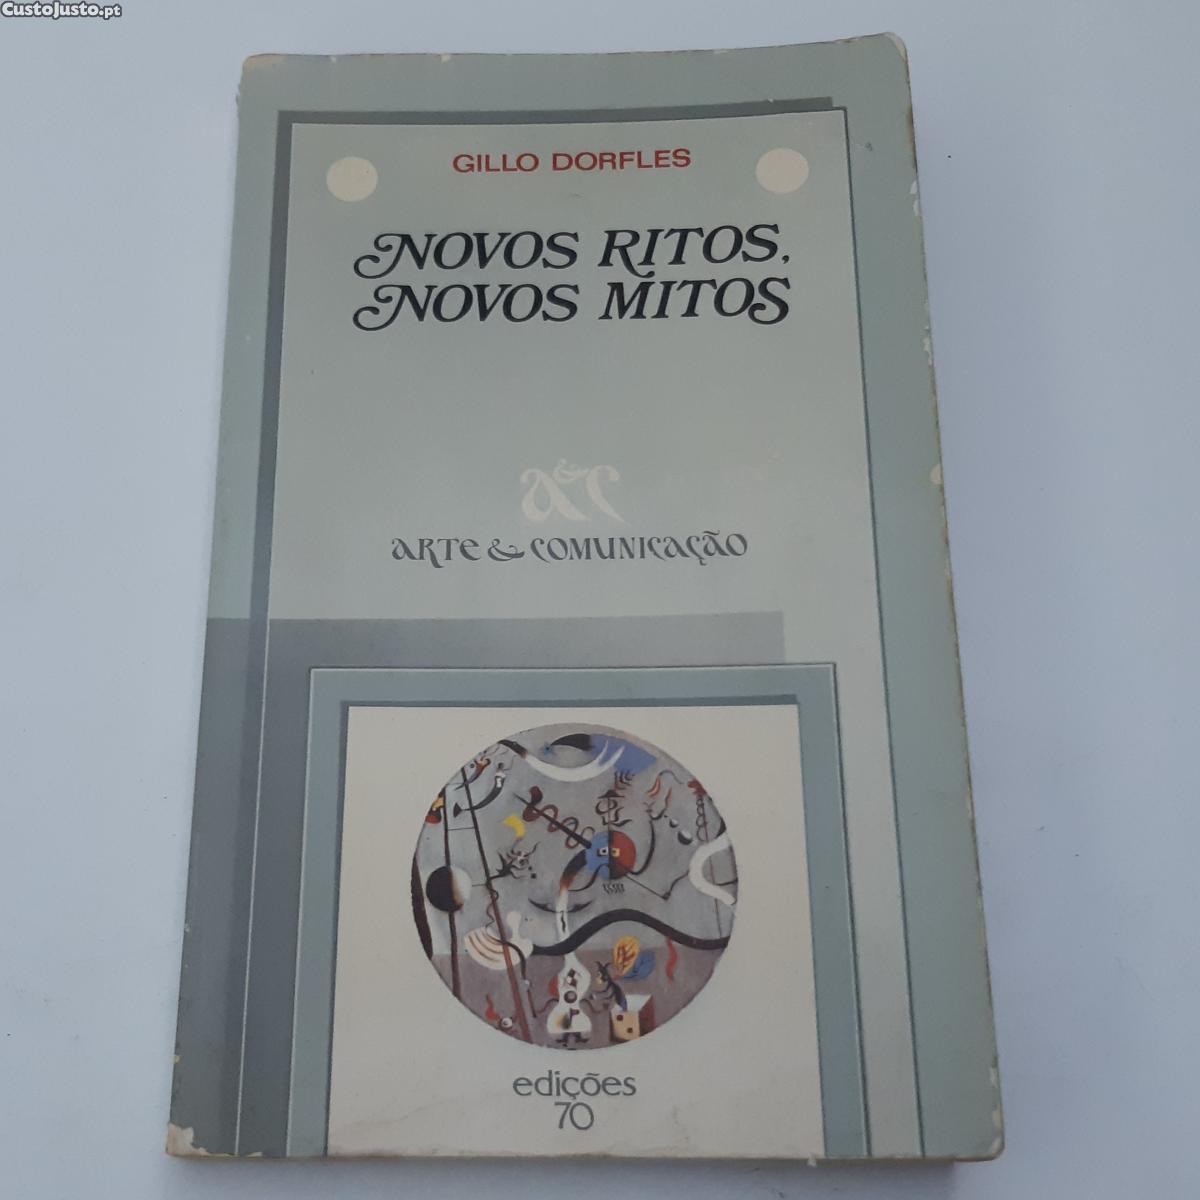 CustoJusto.pt
GILLO DORFLES
NOVOS RITOS,
NOVOS MITOS
a&c
ARTE & COMUNICAÇÃO
edições
70